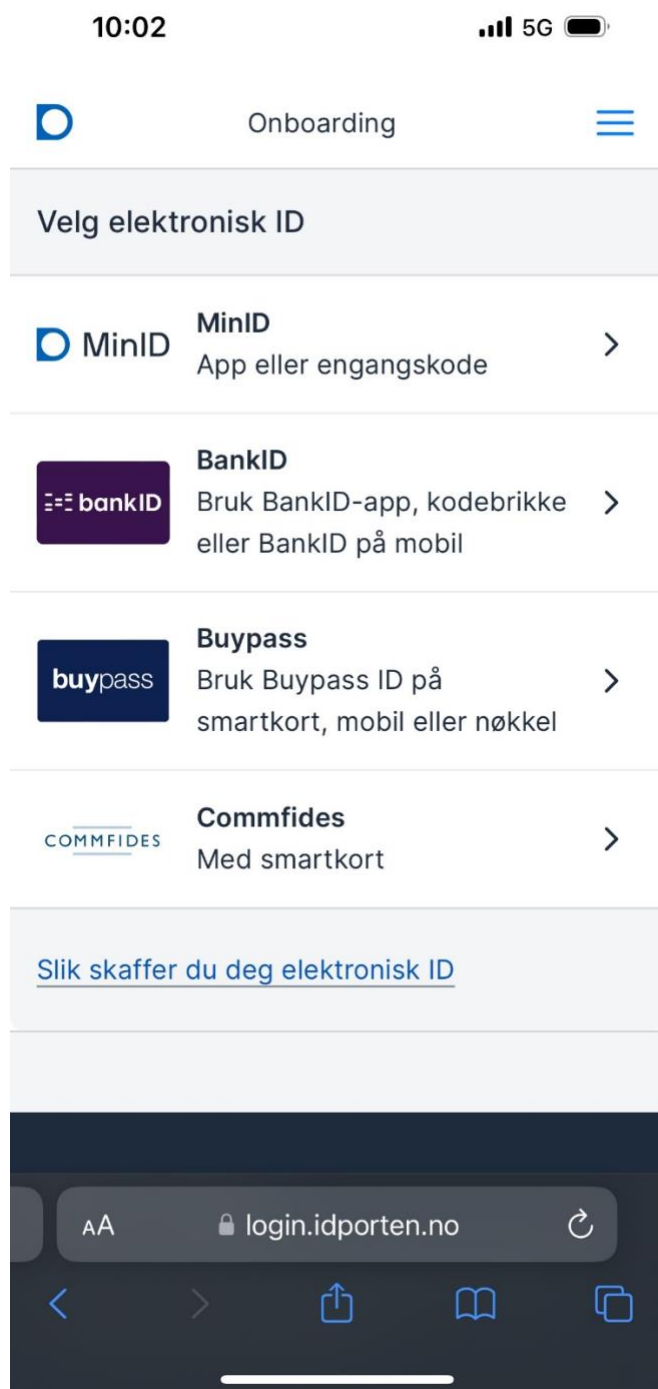 10:02
5G
Onboarding
Velg elektronisk ID
MinID
MinID
App eller engangskode
bankID
BankID
Bruk BankID-app, kodebrikke
eller BankID på mobil
buypass
Buypass
Bruk Buypass ID på
smartkort, mobil eller nøkkel
COMMFIDES
Commfides
Med smartkort
Slik skaffer du deg elektronisk ID
AA
login.idporten.no